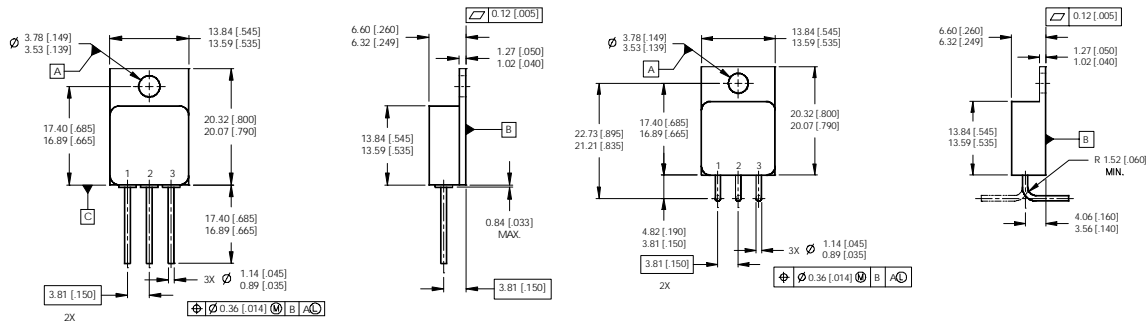 0.12 [.005]
6.60 [.260]
6.32 [.249]
1.27 [.050]
1.02 [.040]
Ø 3.78 [.149]
3.53 [.139]
13.84 [.545]
13.59 [.535]
A
17.40 [.685]
16.89 [.665]
20.32 [.800]
20.07 [.790]
1 2 3
C
17.40 [.685]
16.89 [.665]
3X Ø 1.14 [.045]
0.89 [.035]
3.81 [.150]
2X
Ø 0.36 [.014] Ⓜ B A Ⓛ
13.84 [.545]
13.59 [.535]
B
0.84 [.033]
MAX.
3.81 [.150]
Ø 3.78 [.149]
3.53 [.139]
13.84 [.545]
13.59 [.535]
A
22.73 [.895]
21.21 [.835]
17.40 [.685]
16.89 [.665]
20.32 [.800]
20.07 [.790]
1 2 3
4.82 [.190]
3.81 [.150]
3.81 [.150]
2X
3X Ø 1.14 [.045]
0.89 [.035]
Ø 0.36 [.014] Ⓜ B A Ⓛ
0.12 [.005]
6.60 [.260]
6.32 [.249]
1.27 [.050]
1.02 [.040]
13.84 [.545]
13.59 [.535]
B
R 1.52 [.060]
MIN.
4.06 [.160]
3.56 [.140]